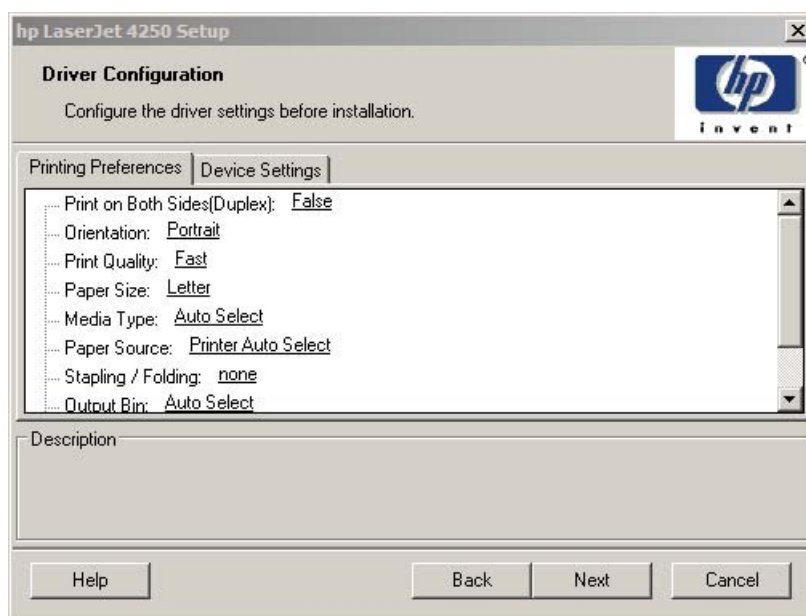 hp LaserJet 4250 Setup
Driver Configuration
Configure the driver settings before installation.
hp
invent
Printing Preferences
Device Settings
Print on Both Sides(Duplex): False
Orientation: Portrait
Print Quality: Fast
Paper Size: Letter
Media Type: Auto Select
Paper Source: Printer Auto Select
Stapling / Folding: none
Output Bin: Auto Select
Description
Help
Back
Next
Cancel